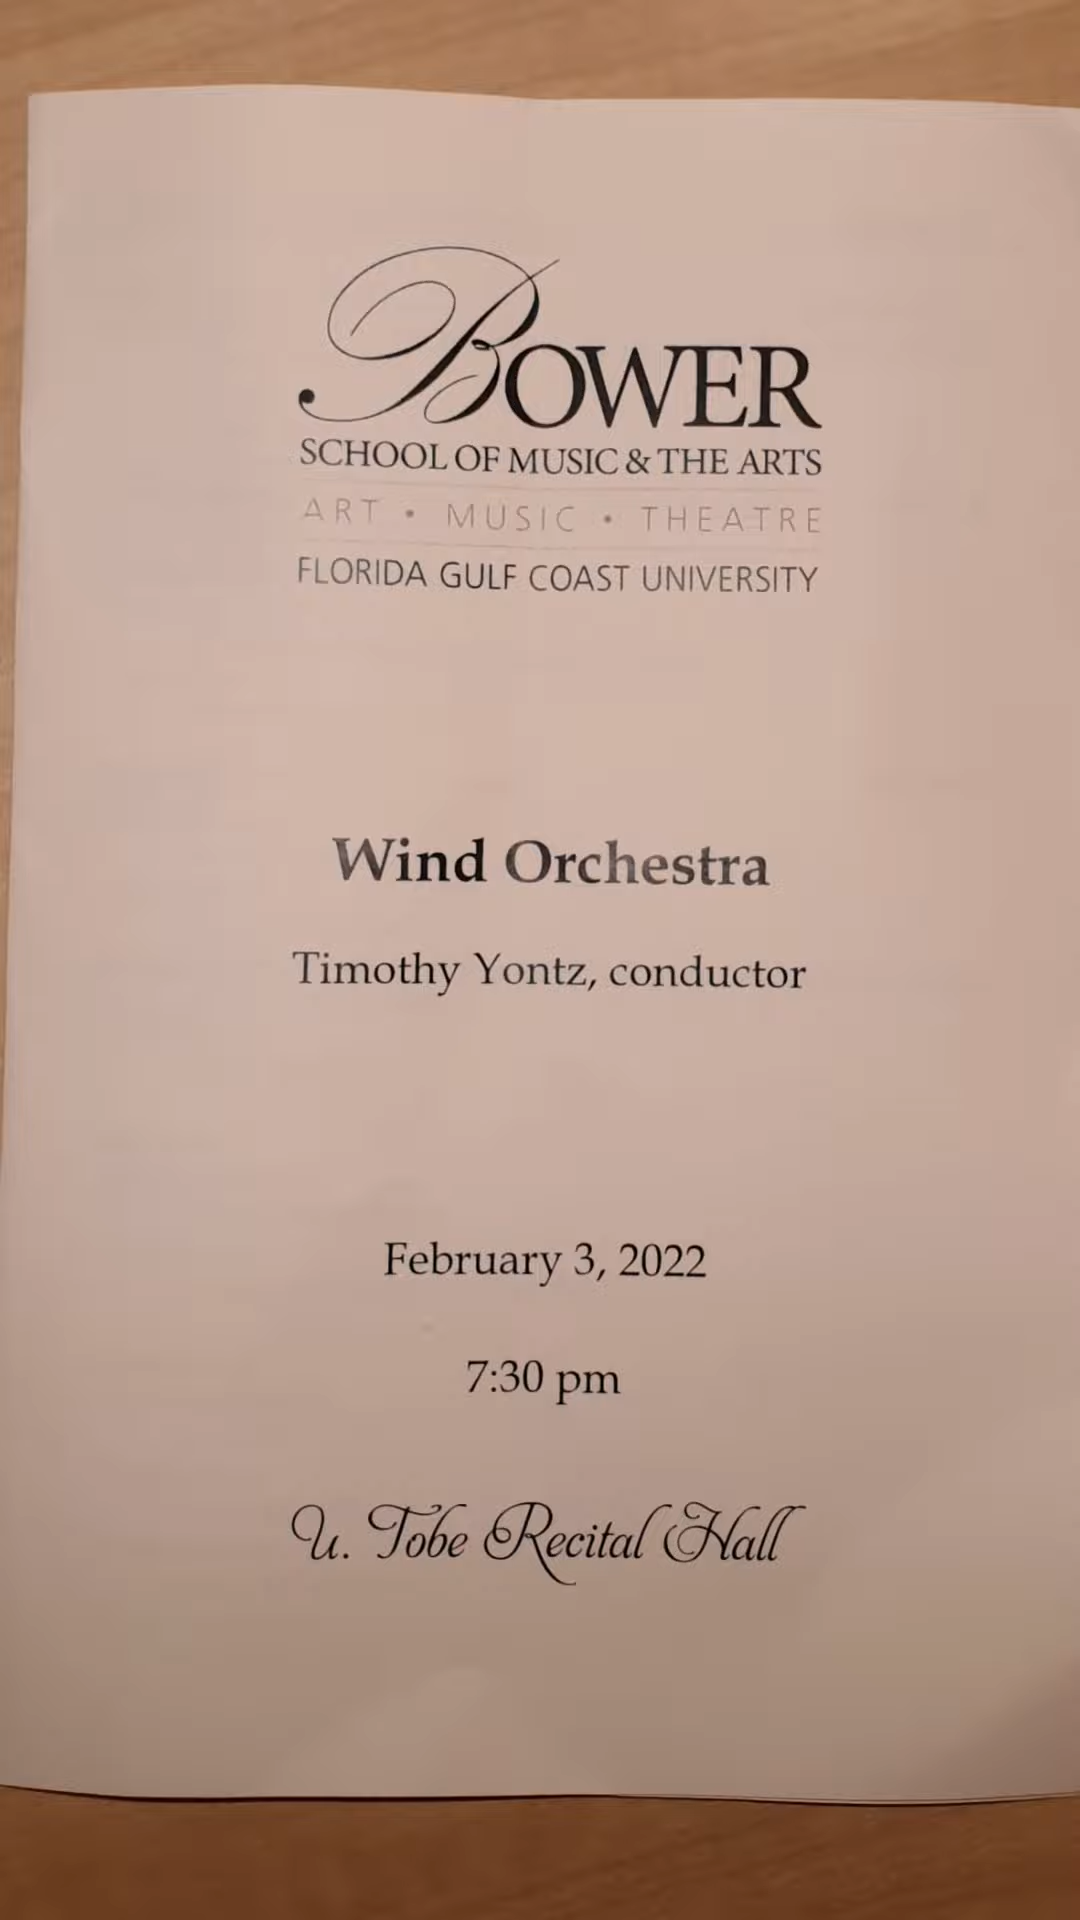 BOWER
SCHOOL OF MUSIC & THE ARTS
ART • MUSIC • THEATRE
FLORIDA GULF COAST UNIVERSITY
Wind Orchestra
Timothy Yontz, conductor
February 3, 2022
7:30 pm
U. Tobe Recital Hall